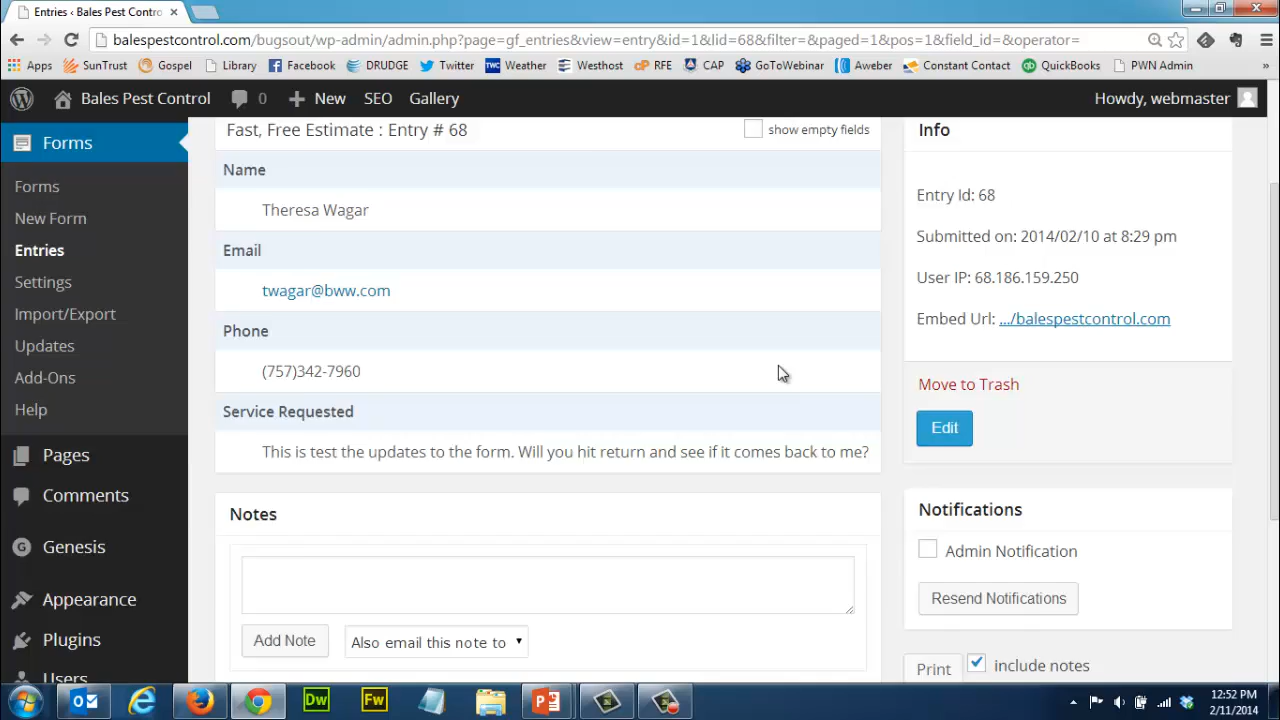 Entries ‹ Bales Pest Contro
balespestcontrol.com/bugsout/wp-admin/admin.php?page=gf_entries&view=entry&id=1&lid=68&filter=&paged=1&pos=1&field_id=&operator=
Apps SunTrust Gospel Library Facebook DRUDGE Twitter Weather Westhost RFE CAP GoToWebinar Aweber Constant Contact QuickBooks PWN Admin »
Bales Pest Control 0 New SEO Gallery Howdy, webmaster
Forms
Forms
New Form
Entries
Settings
Import/Export
Updates
Add-Ons
Help
Pages
Comments
Genesis
Appearance
Plugins
Users
Fast, Free Estimate : Entry # 68 show empty fields
Name
Theresa Wagar
Email
twagar@bww.com
Phone
(757)342-7960
Service Requested
This is test the updates to the form. Will you hit return and see if it comes back to me?
Notes
Add Note Also email this note to
Info
Entry Id: 68
Submitted on: 2014/02/10 at 8:29 pm
User IP: 68.186.159.250
Embed Url: .../balespestcontrol.com
Move to Trash
Edit
Notifications
Admin Notification
Resend Notifications
Print include notes
12:52 PM
2/11/2014